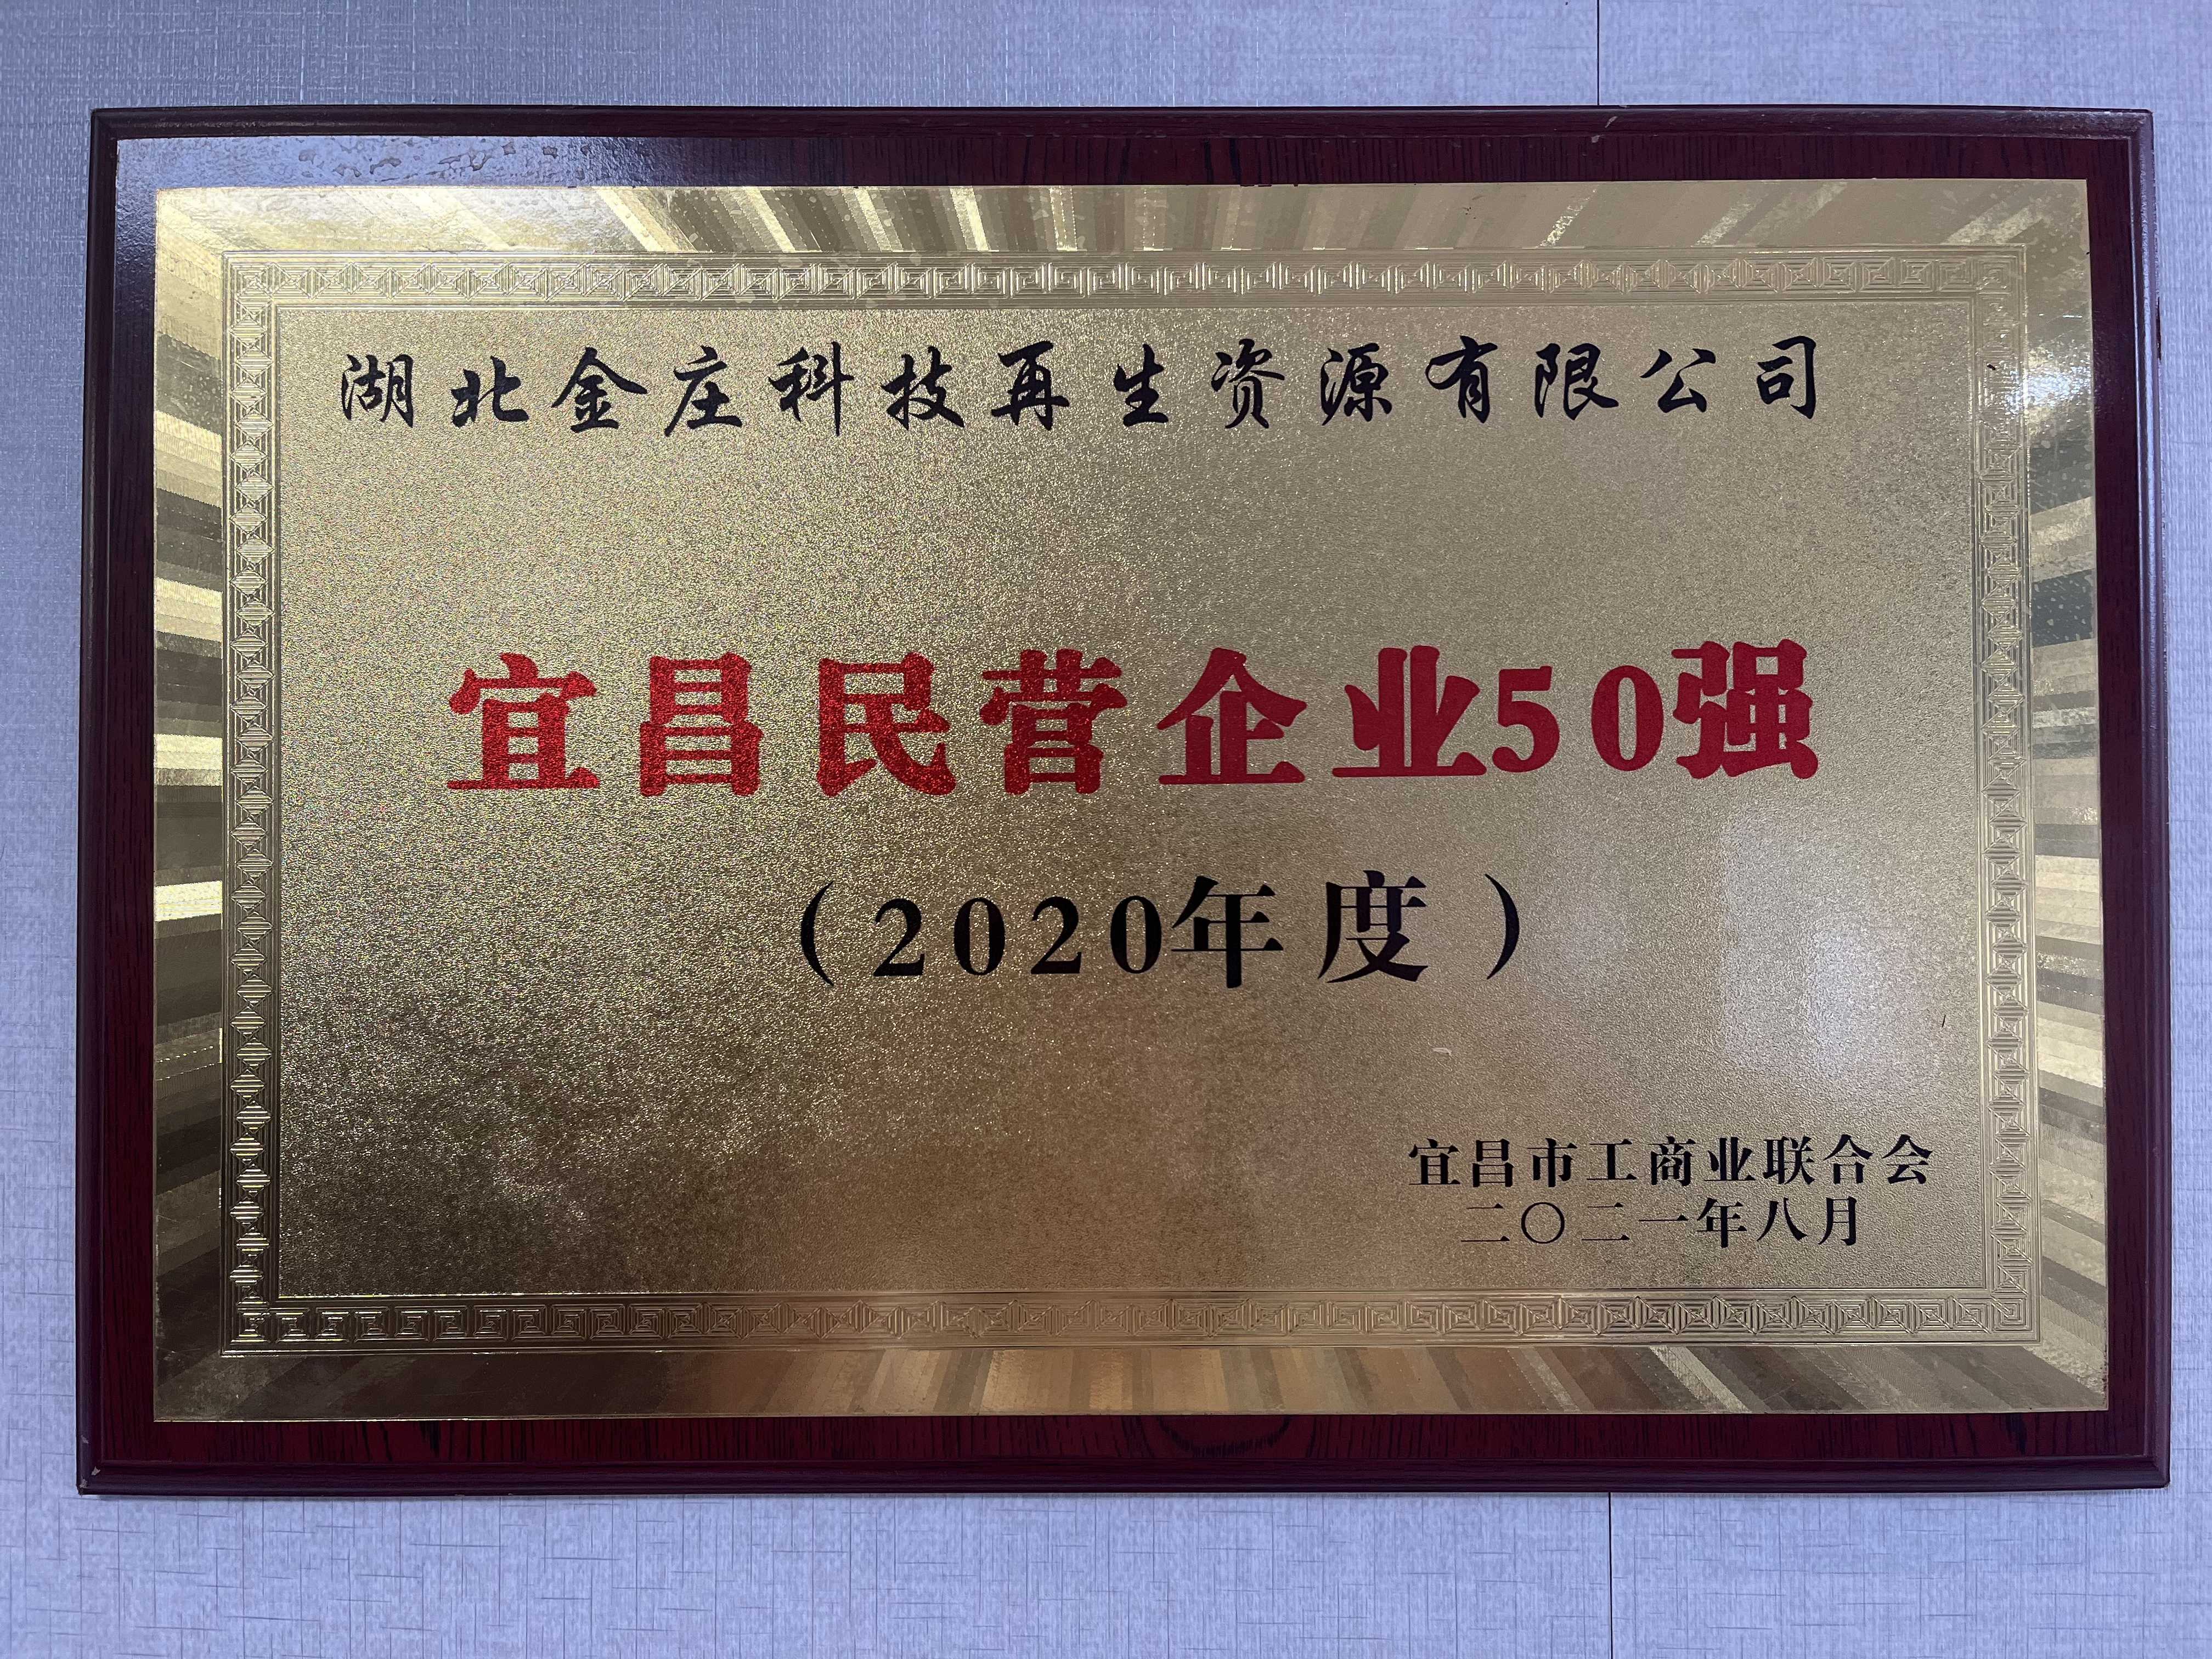 湖北金庄科技再生资源有限公司
宜昌民营企业50强
（2020年度）
宜昌市工商业联合会
二〇二一年八月